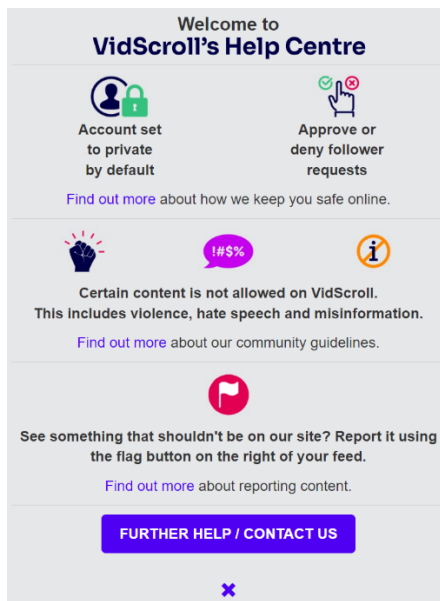 Welcome to
VidScroll's Help Centre
Account set
to private
by default
Approve or
deny follower
requests
Find out more about how we keep you safe online.
!#$%
i
Certain content is not allowed on VidScroll.
This includes violence, hate speech and misinformation.
Find out more about our community guidelines.
See something that shouldn't be on our site? Report it using
the flag button on the right of your feed.
Find out more about reporting content.
FURTHER HELP / CONTACT US